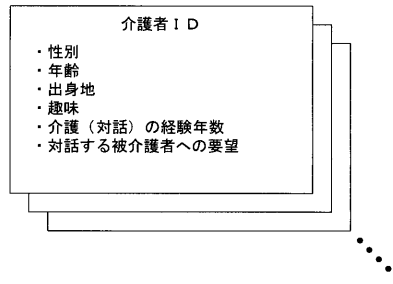 介護者ＩＤ
・性別
・年齢
・出身地
・趣味
・介護（対話）の経験年数
・対話する被介護者への要望